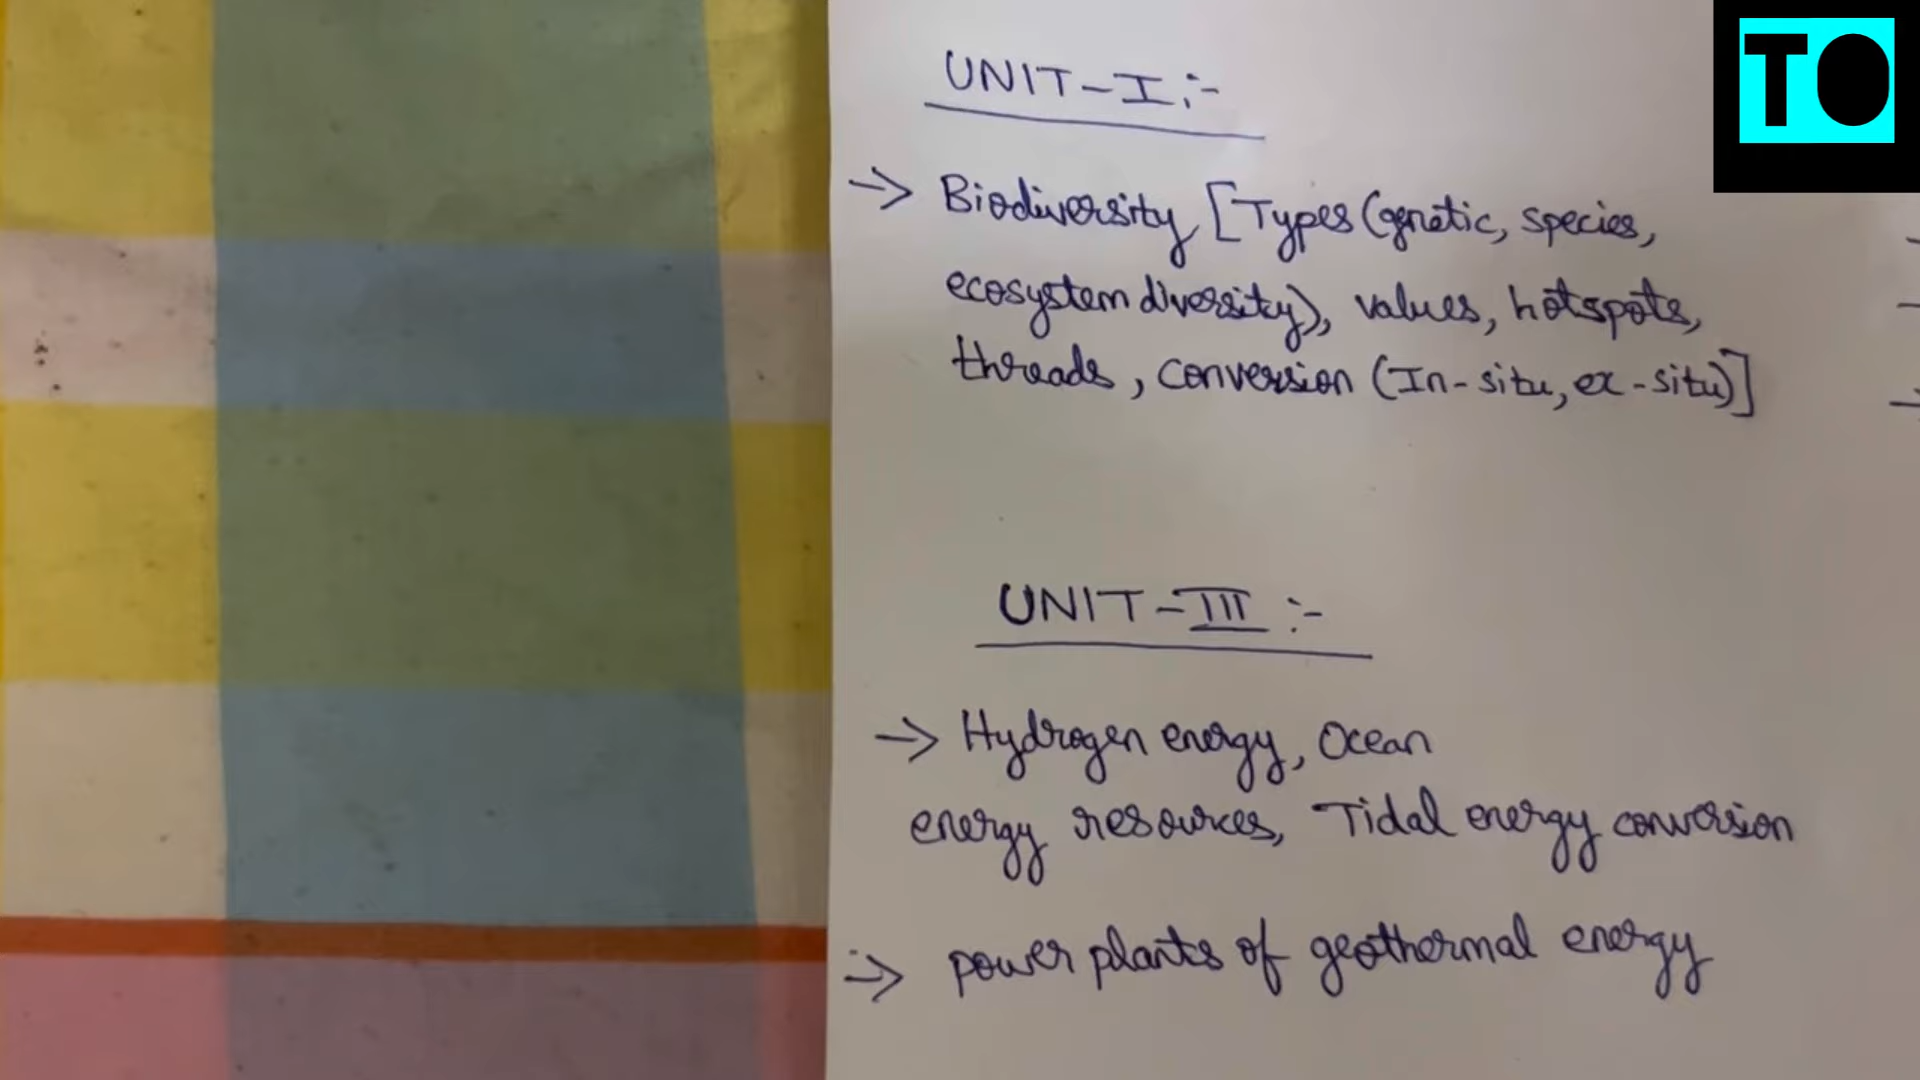 TO
UNIT-I:-
→ Biodiversity [Types (genetic, species,
ecosystem diversity), values, hotspots,
threads, conversion (In-situ, ex-situ)]
UNIT-III :-
→ Hydrogen energy, Ocean
energy resources, Tidal energy conversion
→ power plants of geothermal energy